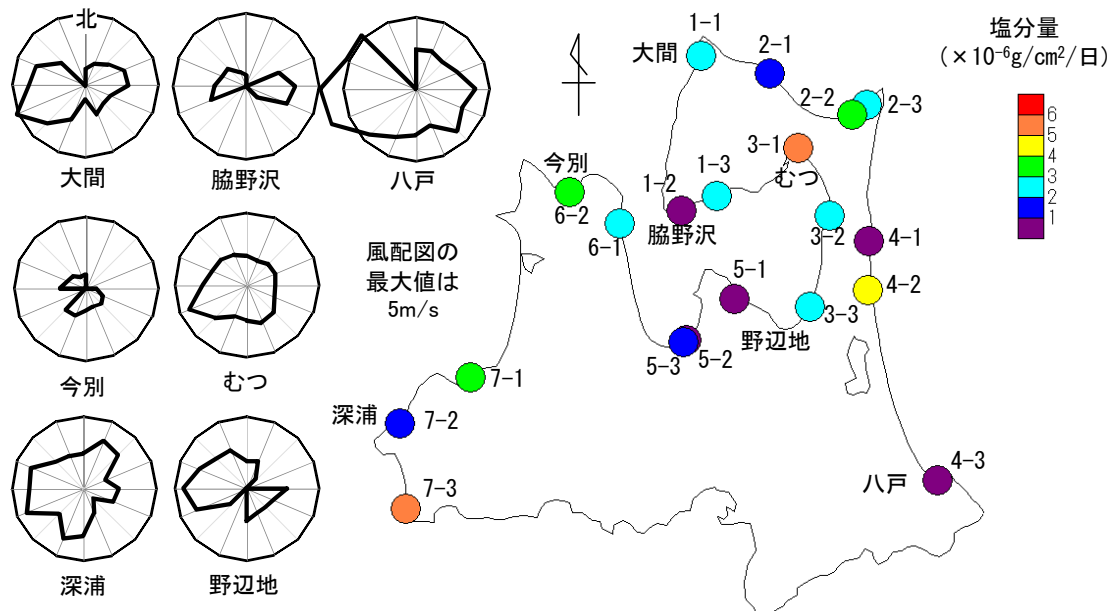 北
大間
脇野沢
八戸
今別
むつ
深浦
野辺地
風配図の
最大値は
5m/s
1-1
大間
2-1
2-2
2-3
3-1
むつ
今別
6-2
6-1
1-2
1-3
脇野沢
3-2
4-1
5-1
4-2
3-3
野辺地
5-3
5-2
7-1
深浦
7-2
7-3
八戸
4-3
塩分量
(×10⁻⁶g/cm²/日)
6
5
4
3
2
1